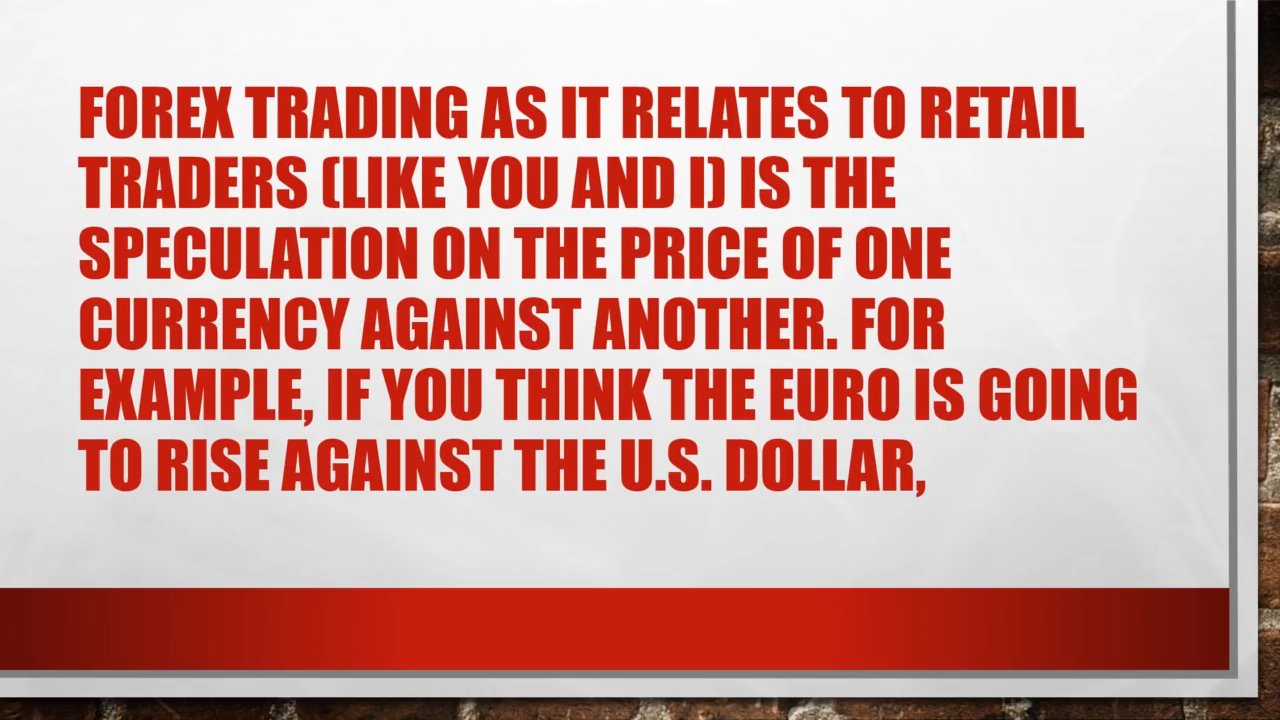 FOREX TRADING AS IT RELATES TO RETAIL
TRADERS (LIKE YOU AND I) IS THE
SPECULATION ON THE PRICE OF ONE
CURRENCY AGAINST ANOTHER. FOR
EXAMPLE, IF YOU THINK THE EURO IS GOING
TO RISE AGAINST THE U.S. DOLLAR,